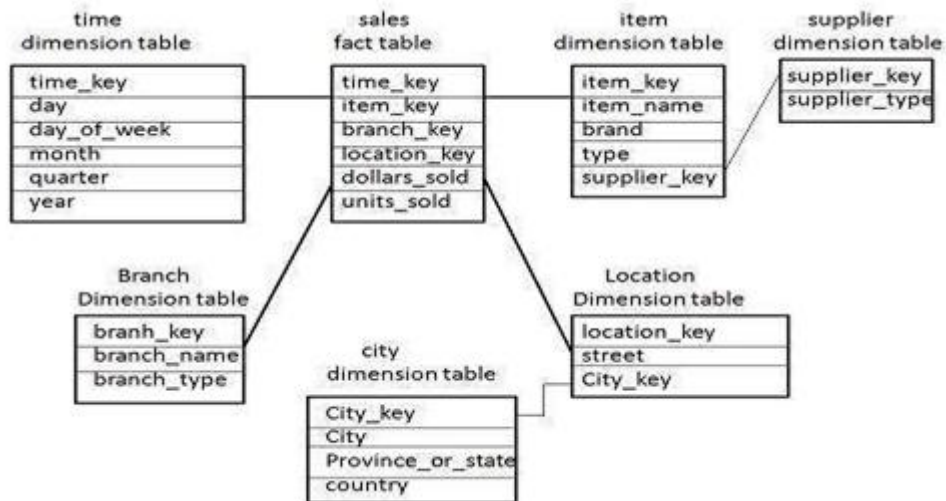 time
dimension table
time_key
day
day_of_week
month
quarter
year
sales
fact table
time_key
item_key
branch_key
location_key
dollars_sold
units_sold
item
dimension table
item_key
item_name
brand
type
supplier_key
supplier
dimension table
supplier_key
supplier_type
Branch
Dimension table
branh_key
branch_name
branch_type
city
dimension table
City_key
City
Province_or_state
country
Location
Dimension table
location_key
street
City_key